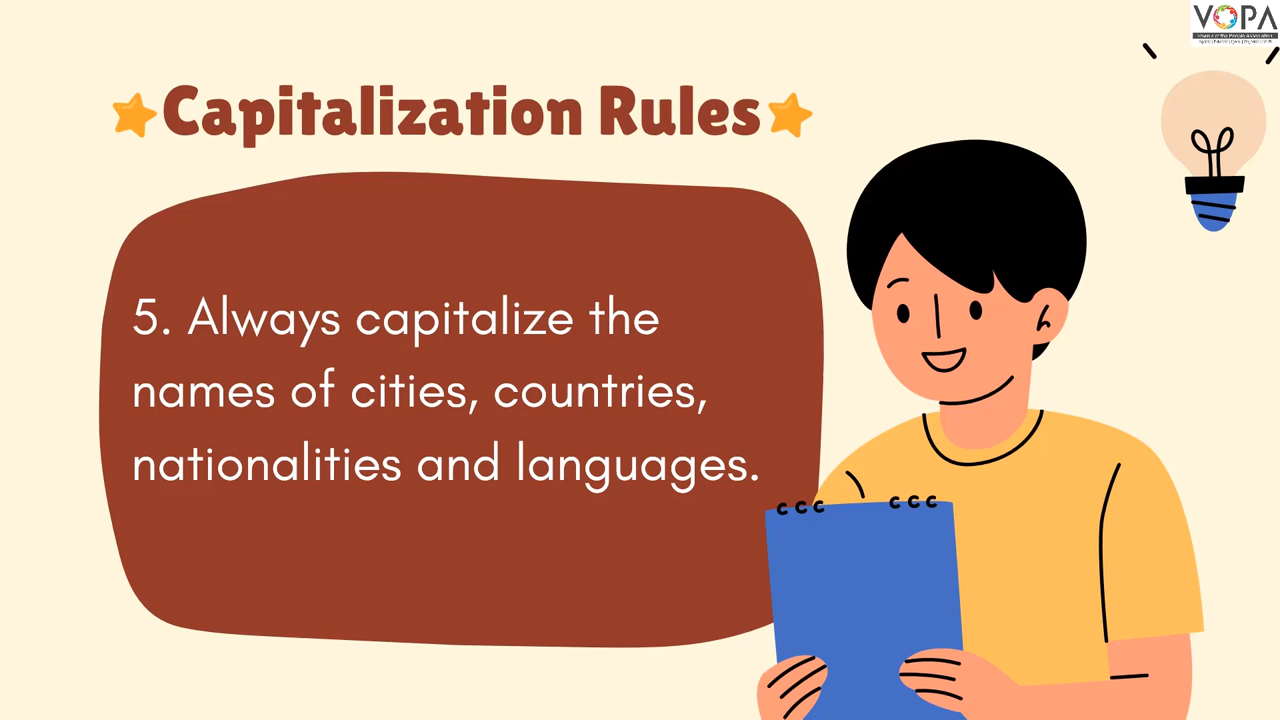 VOPA
Capitalization Rules
5. Always capitalize the
names of cities, countries,
nationalities and languages.